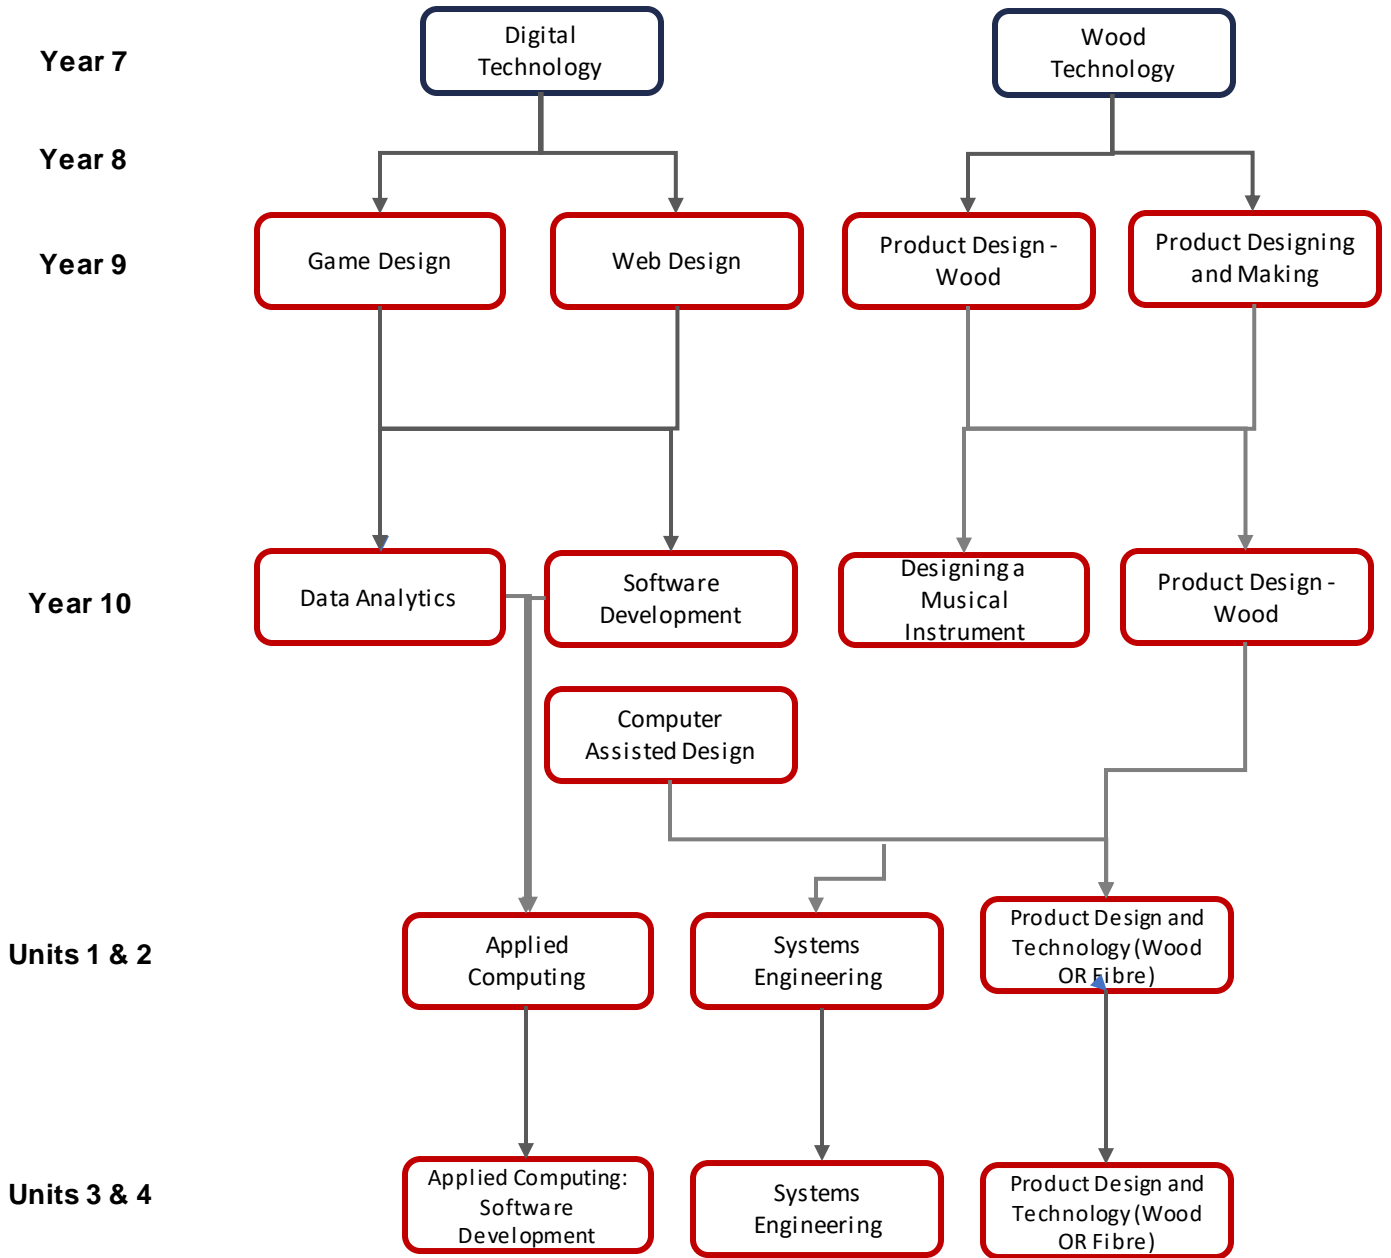 Year 7
Digital
Technology
Wood
Technology
Year 8
Year 9
Game Design
Web Design
Product Design -
Wood
Product Designing
and Making
Year 10
Data Analytics
Software
Development
Designing a
Musical
Instrument
Product Design -
Wood
Computer
Assisted Design
Units 1 & 2
Applied
Computing
Systems
Engineering
Product Design and
Technology (Wood
OR Fibre)
Units 3 & 4
Applied Computing:
Software
Development
Systems
Engineering
Product Design and
Technology (Wood
OR Fibre)